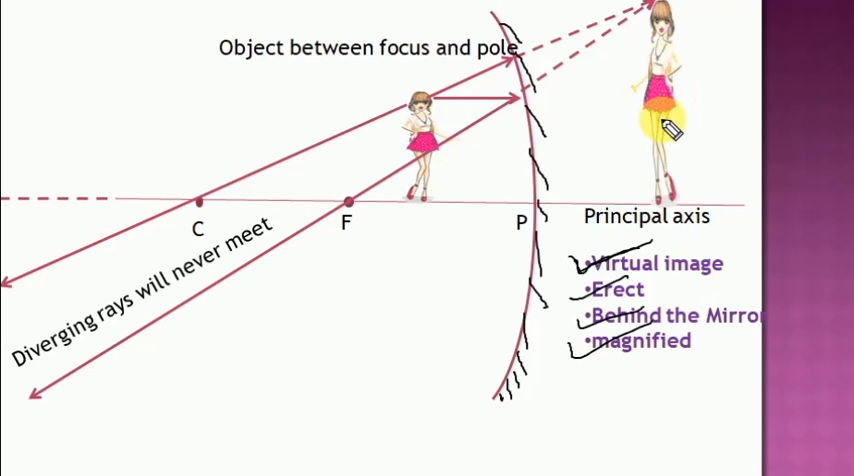 Object between focus and pole
C
F
P
Principal axis
Diverging rays will never meet
•Virtual image
•Erect
•Behind the Mirror
•magnified